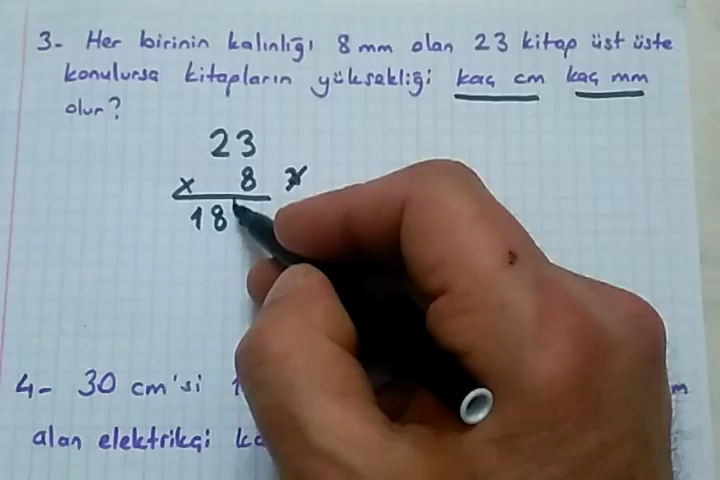 3- Her birinin kalınlığı 8 mm olan 23 kitap üst üste
konulursa kitapların yüksekliği kaç cm kaç mm
olur?
23
x 8
18
4- 30 cm'si
alan elektrikçi